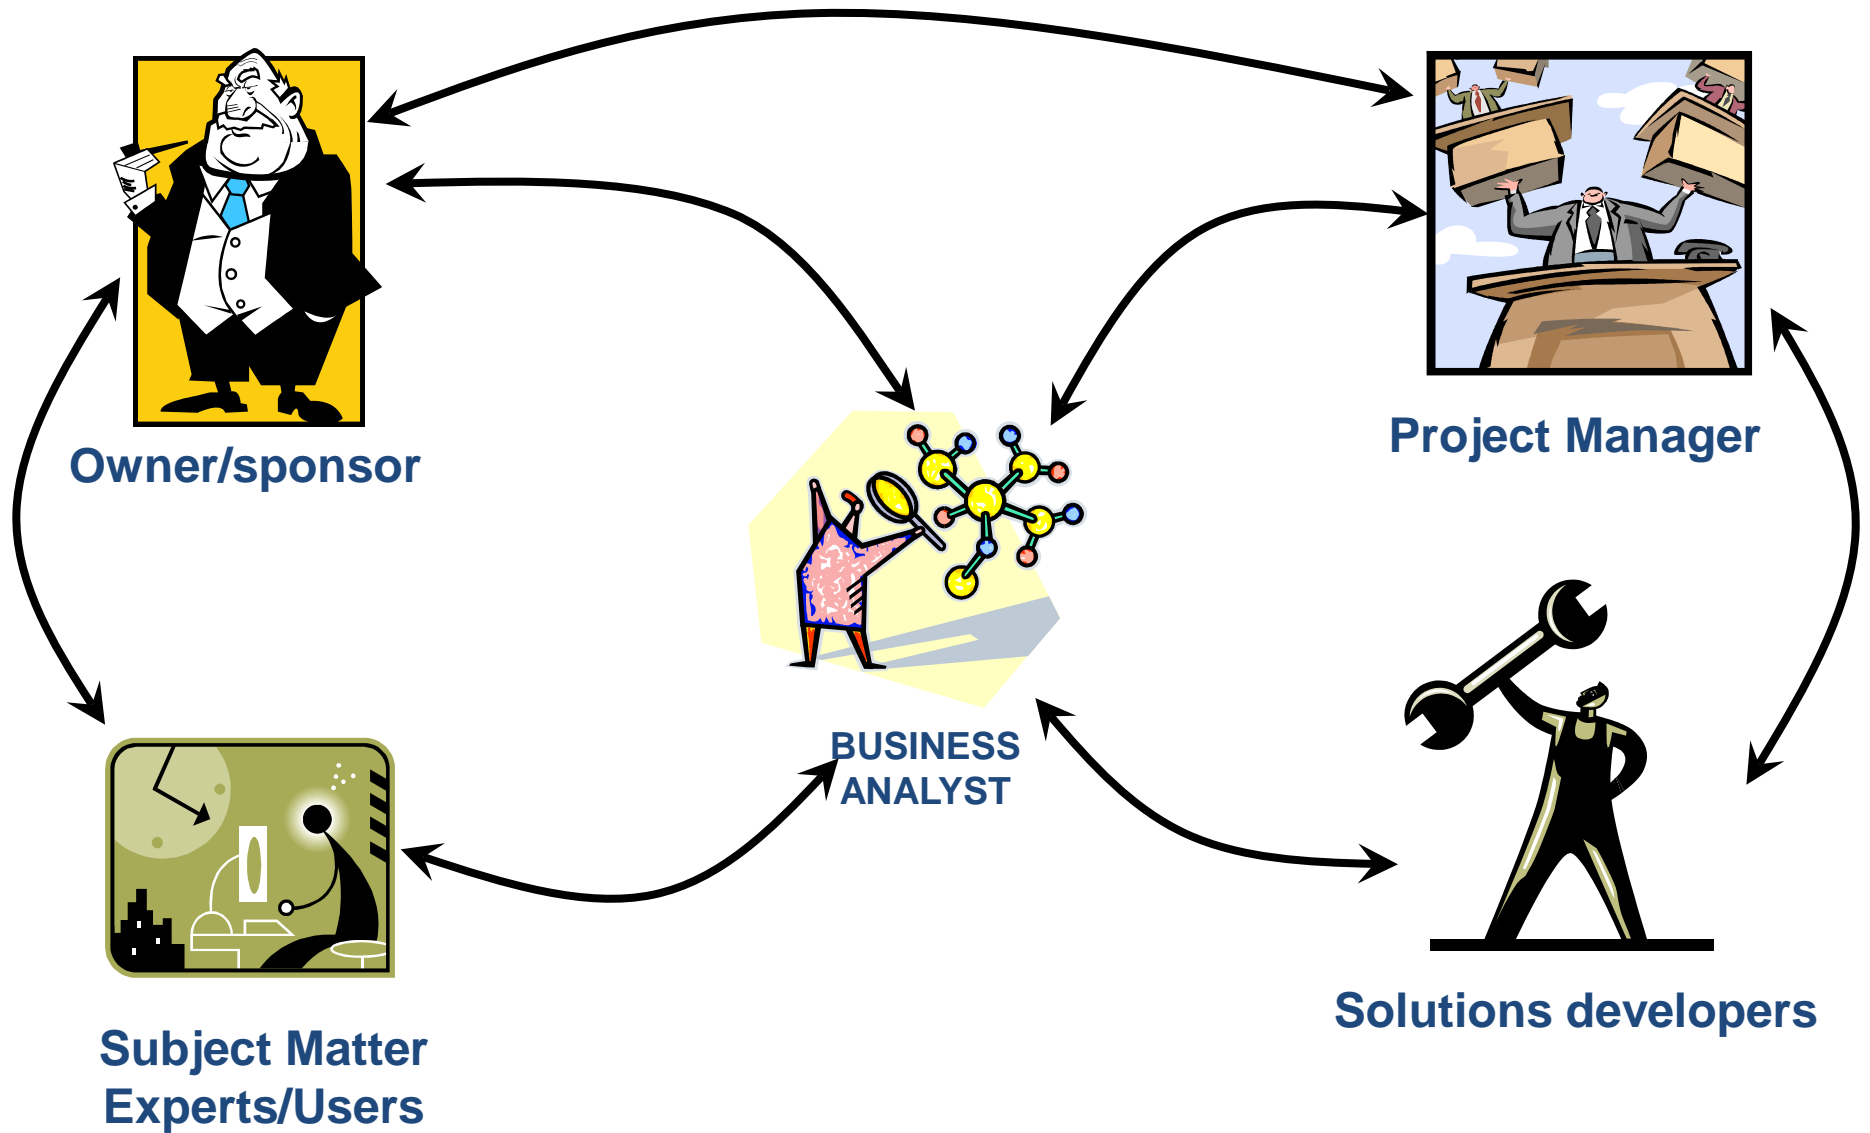 Owner/sponsor
Project Manager
BUSINESS
ANALYST
Subject Matter
Experts/Users
Solutions developers